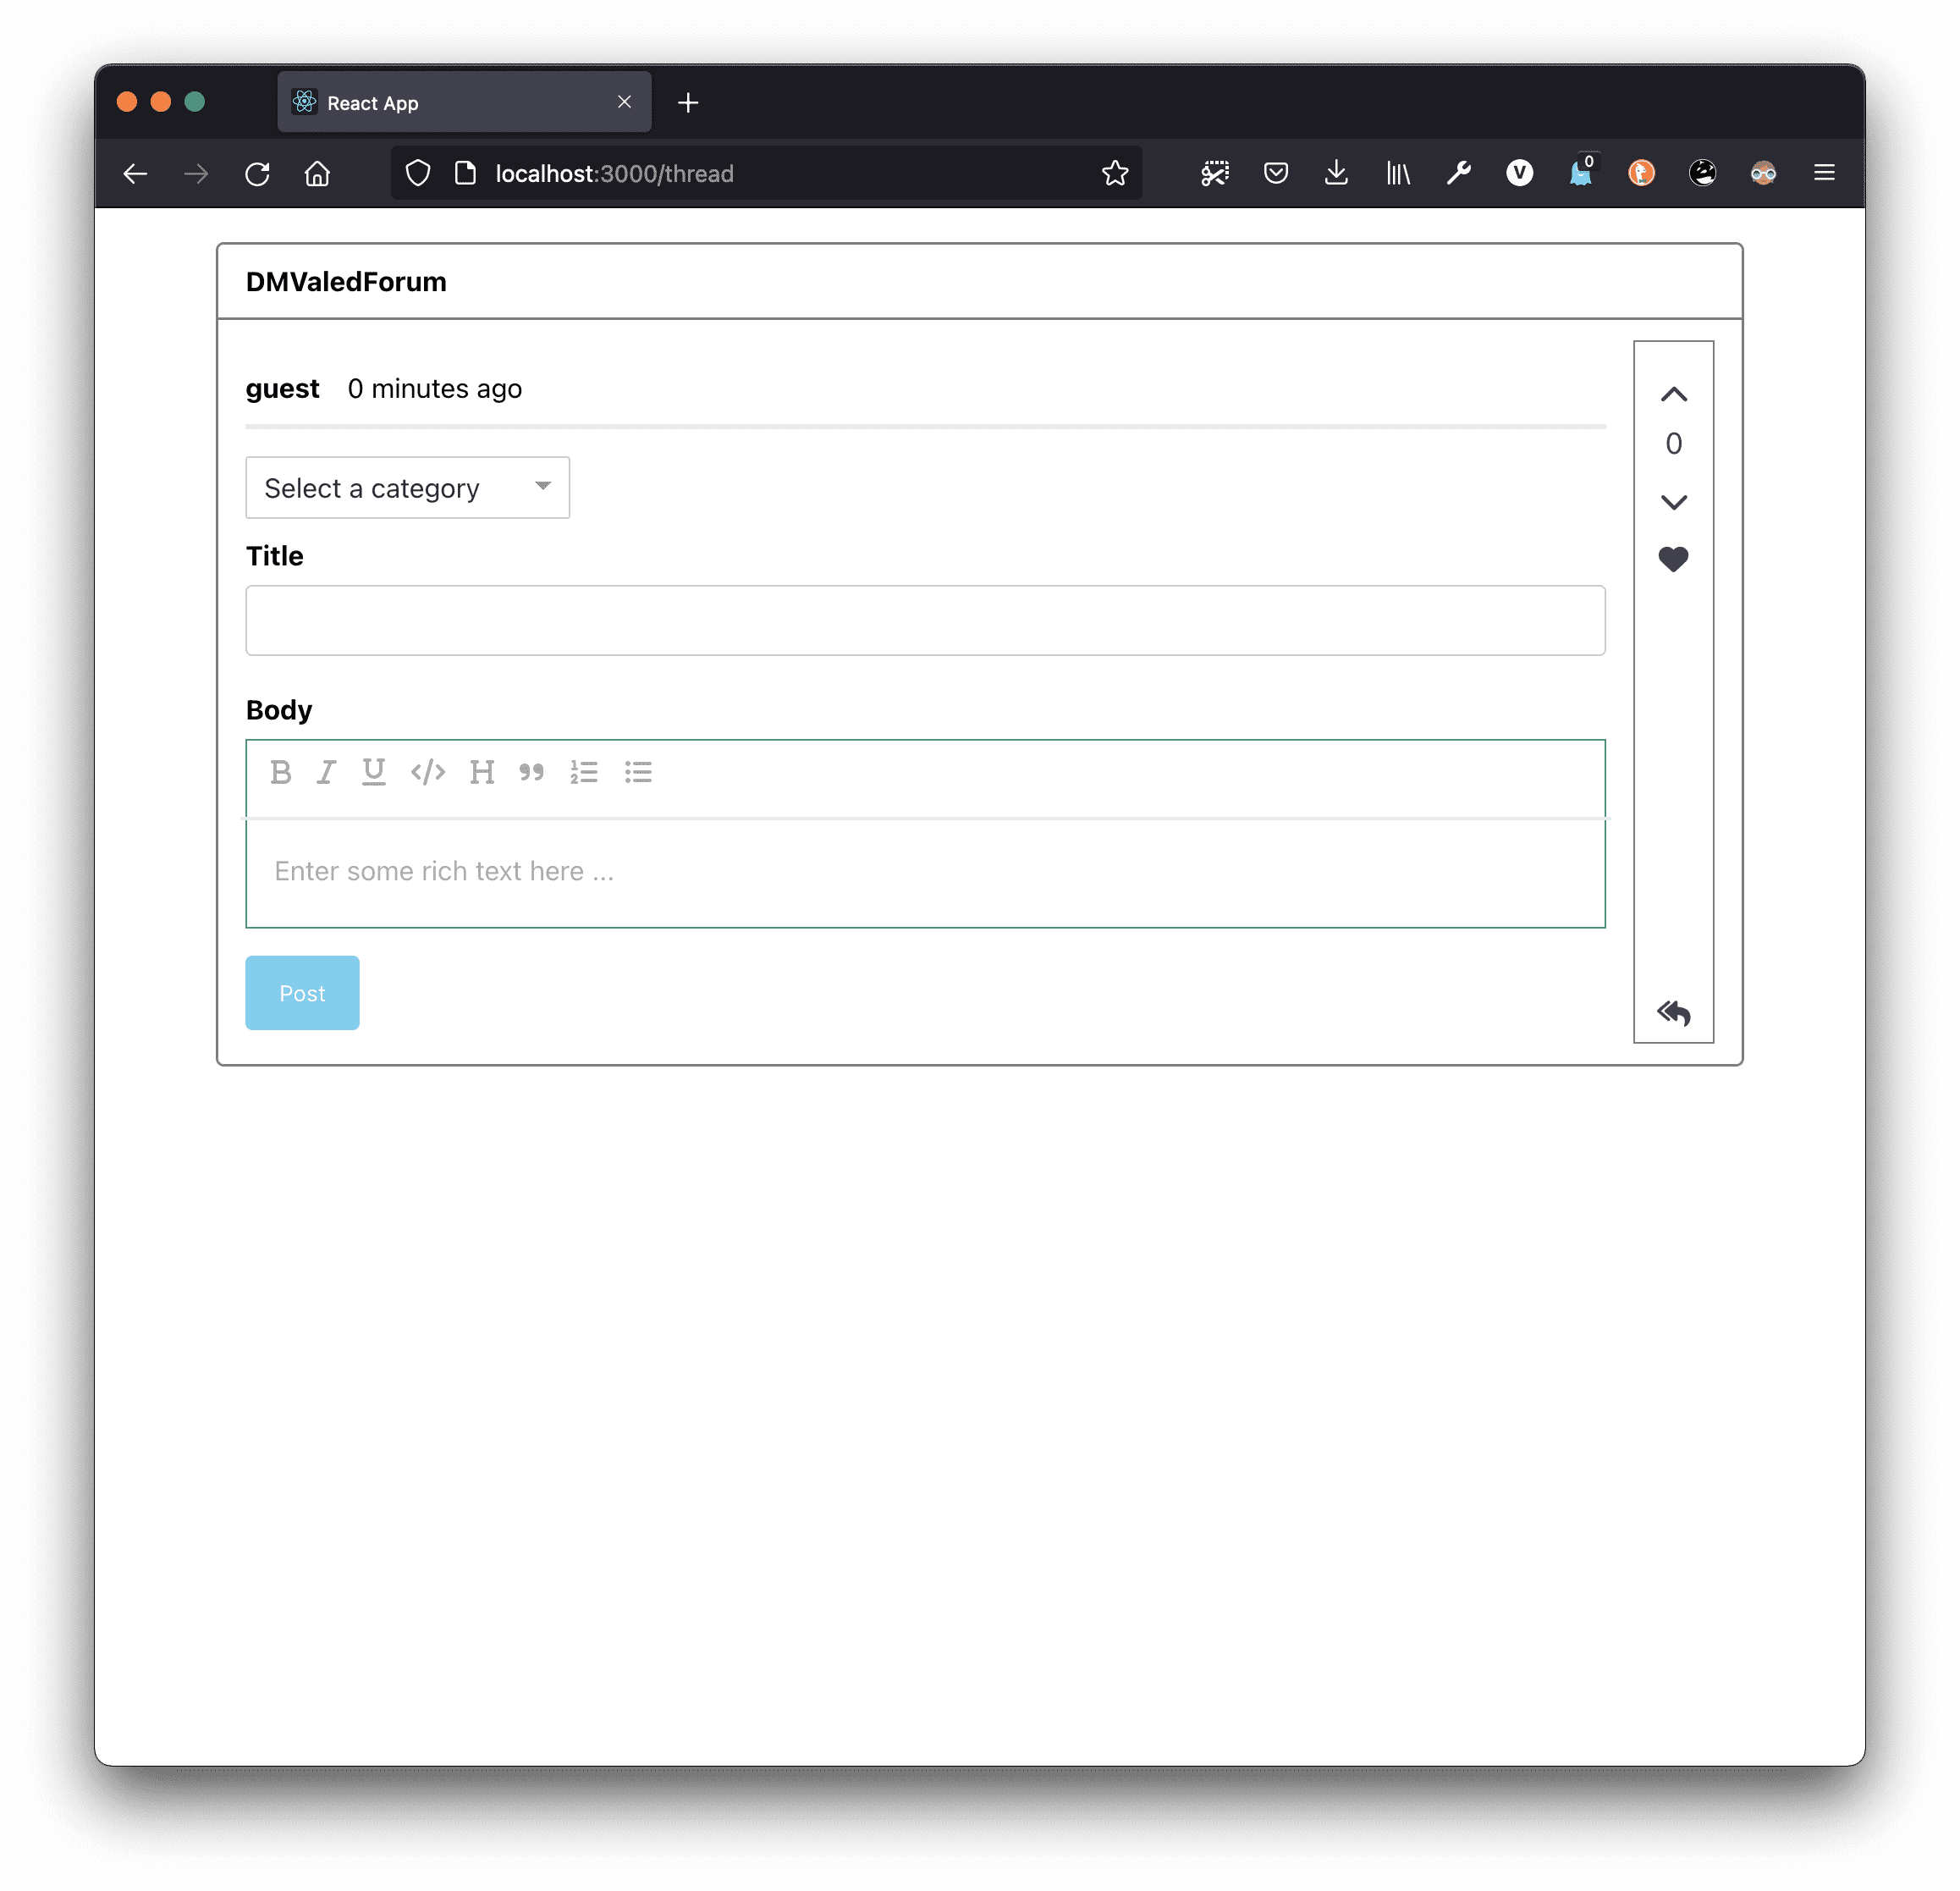 React App
localhost:3000/thread
0
DMValedForum
guest 0 minutes ago
0
Select a category
Title
Body
B I U </> H
Enter some rich text here ...
Post